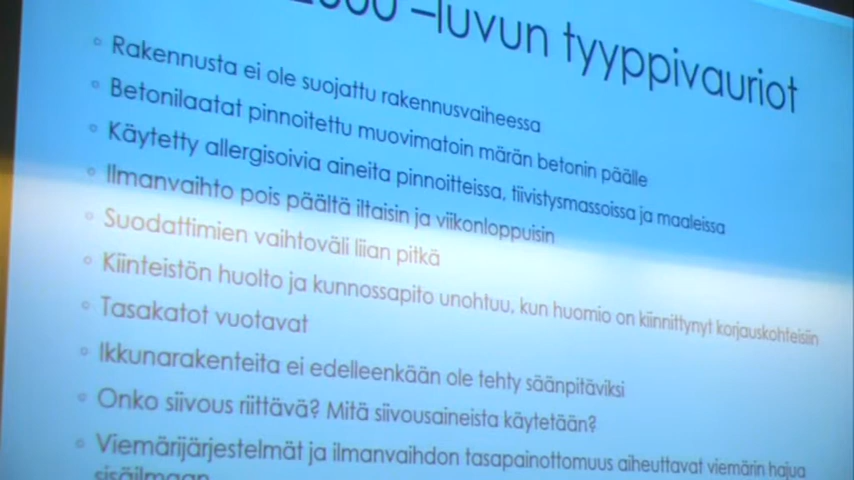 2000 –luvun tyyppivauriot
Rakennusta ei ole suojattu rakennusvaiheessa
Betonilaatat pinnoitettu muovimatoin märän betonin päälle
Käytetty allergisoivia aineita pinnoitteissa, tiivistysmassoissa ja maaleissa
Ilmanvaihto pois päältä iltaisin ja viikonloppuisin
Suodattimien vaihtoväli liian pitkä
Kiinteistön huolto ja kunnossapito unohtuu, kun huomio on kiinnittynyt korjauskohteisiin
Tasakatot vuotavat
Ikkunarakenteita ei edelleenkään ole tehty säänpitäviksi
Onko siivous riittävä? Mitä siivousaineista käytetään?
Viemärijärjestelmät ja ilmanvaihdon tasapainottomuus aiheuttavat viemärin hajua
sisäilmaan